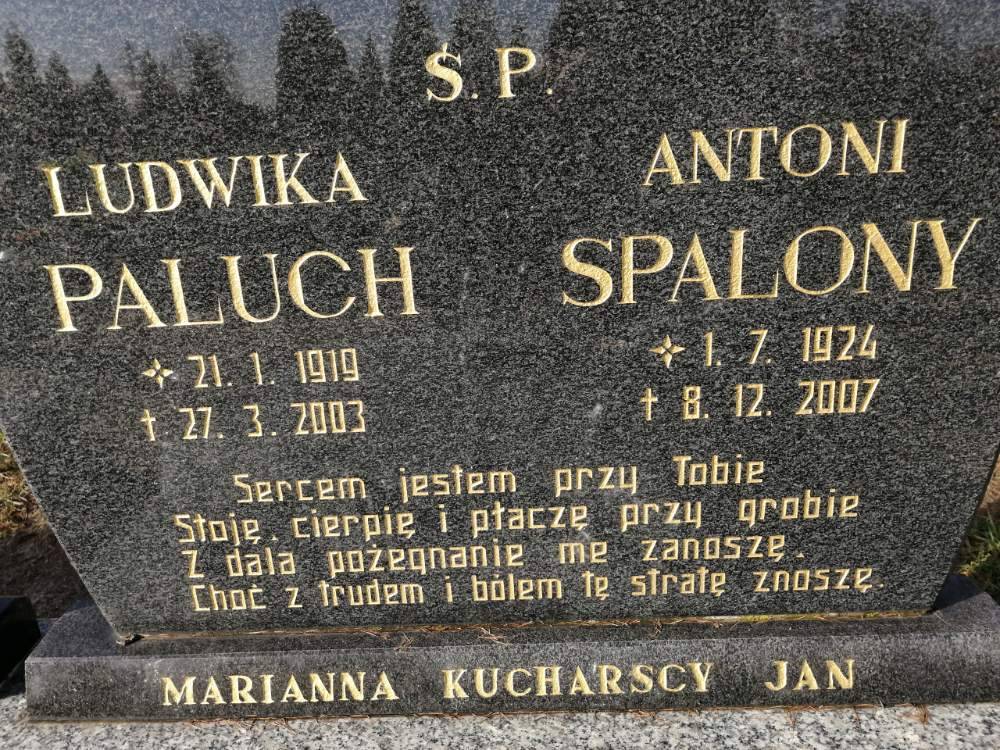 Ś.P.
LUDWIKA
PALUCH
21. 1. 1919
† 27. 3. 2003
ANTONI
SPALONY
1. 7. 1924
† 8. 12. 2007
Sercem jestem przy Tobie
Stoję, cierpię i płaczę przy grobie
Z dala pożegnanie me zanoszę.
Choć z trudem i bólem tę stratę znoszę.
MARIANNA KUCHARSCY JAN